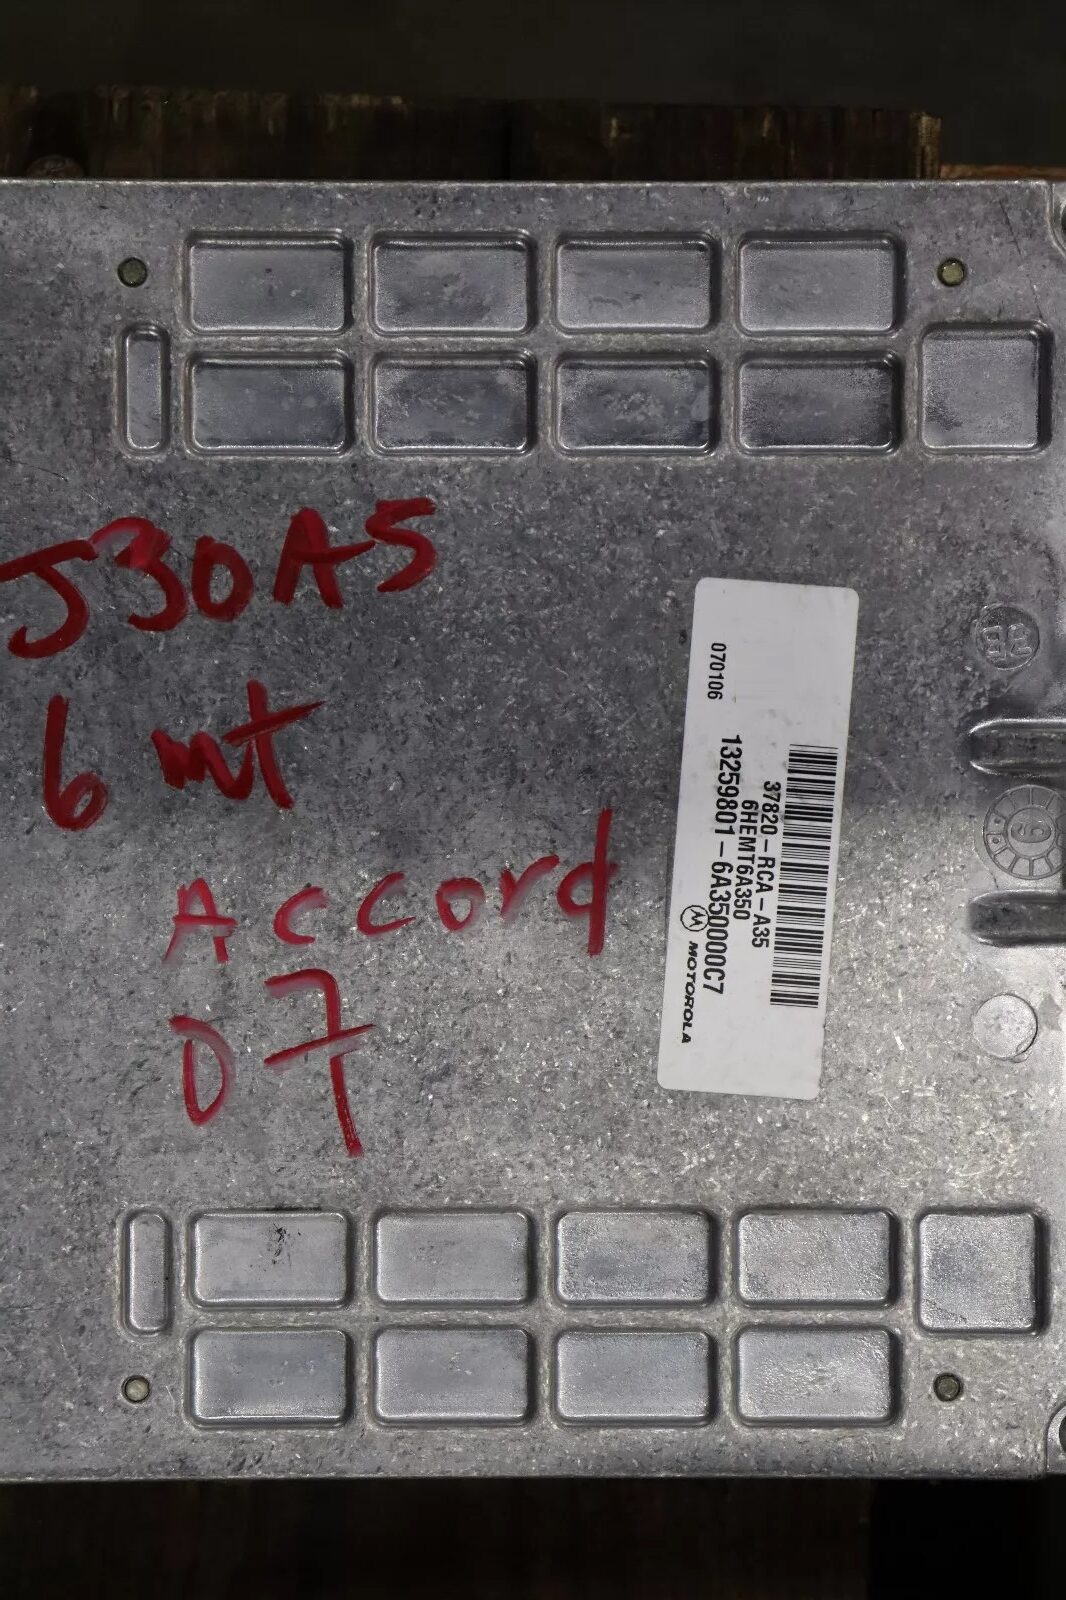 J30A5
6 mt
Accord
07
37820-RCA-A35
6HEMT6A350
13259801-6A350000C7
070106
MOTOROLA